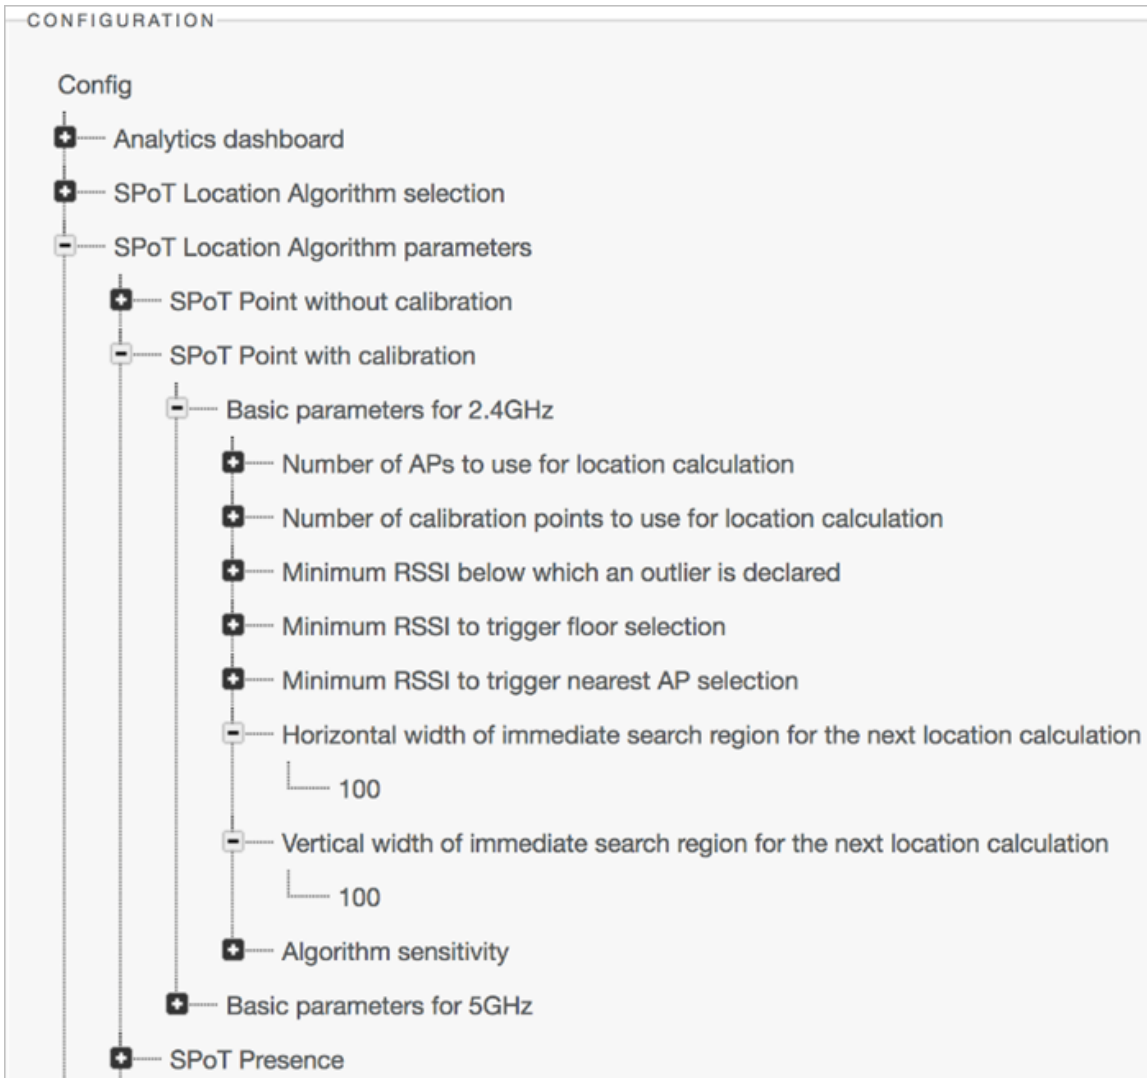 CONFIGURATION
Config
Analytics dashboard
SPoT Location Algorithm selection
SPoT Location Algorithm parameters
SPoT Point without calibration
SPoT Point with calibration
Basic parameters for 2.4GHz
Number of APs to use for location calculation
Number of calibration points to use for location calculation
Minimum RSSI below which an outlier is declared
Minimum RSSI to trigger floor selection
Minimum RSSI to trigger nearest AP selection
Horizontal width of immediate search region for the next location calculation
100
Vertical width of immediate search region for the next location calculation
100
Algorithm sensitivity
Basic parameters for 5GHz
SPoT Presence